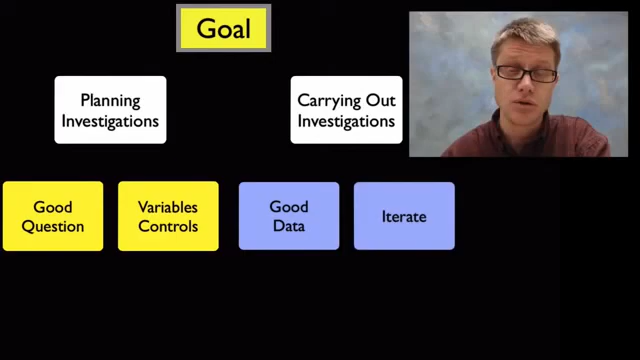 Goal
Planning
Investigations
Carrying Out
Investigations
Good
Question
Variables
Controls
Good
Data
Iterate